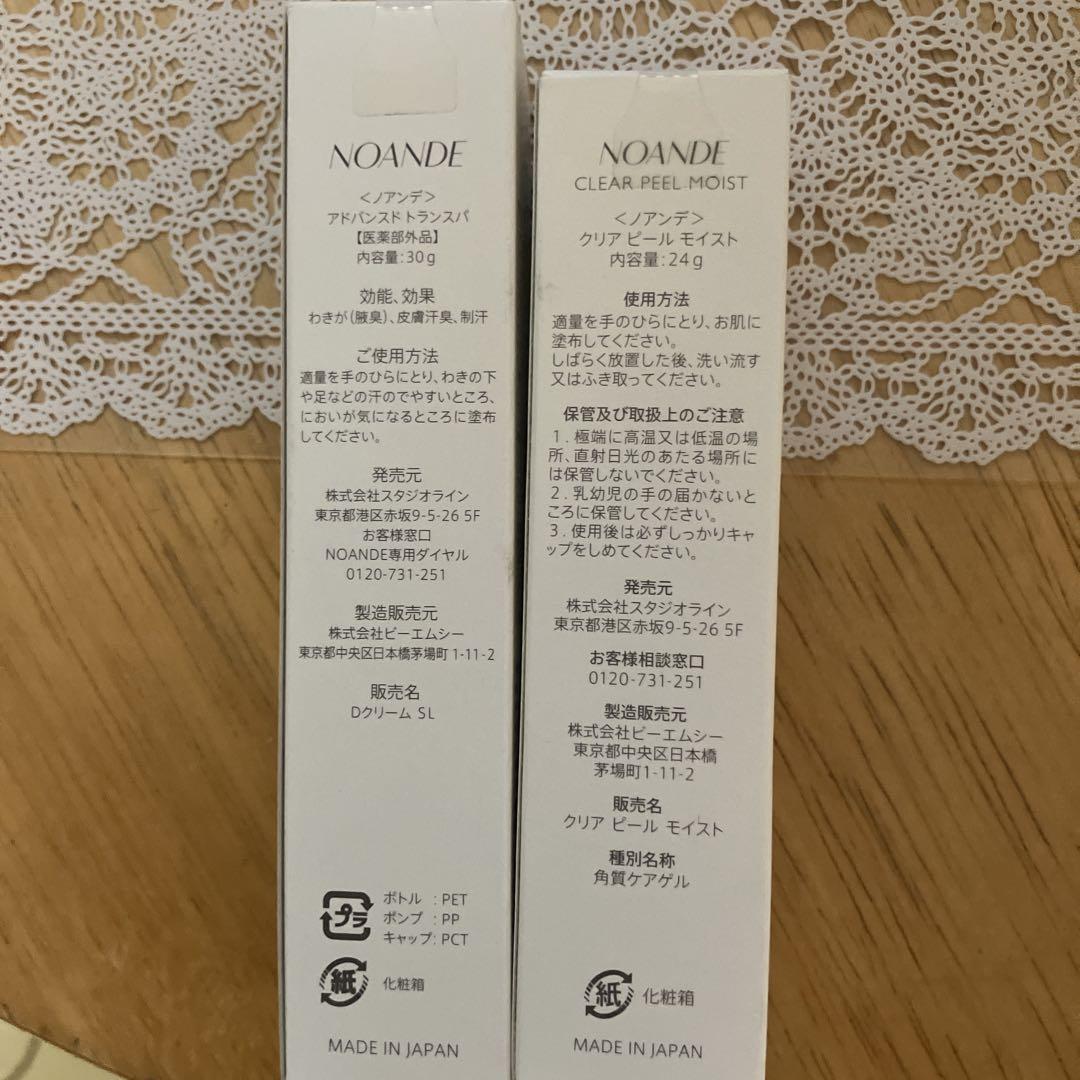 NOANDE
＜ノアンデ＞
アドバンスド トランスパ
【医薬部外品】
内容量:30g
効能、効果
わきが(腋臭)、皮膚汗臭、制汗
ご使用方法
適量を手のひらにとり、わきの下
や足などの汗のでやすいところ、
においが気になるところに塗布
してください。
発売元
株式会社スタジオライン
東京都港区赤坂9-5-26 5F
お客様窓口
NOANDE専用ダイヤル
0120-731-251
製造販売元
株式会社ビーエムシー
東京都中央区日本橋茅場町 1-11-2
販売名
Dクリーム SL
プラ
ボトル : PET
ポンプ : PP
キャップ: PCT
紙
化粧箱
MADE IN JAPAN
NOANDE
CLEAR PEEL MOIST
＜ノアンデ＞
クリア ピール モイスト
内容量:24g
使用方法
適量を手のひらにとり、お肌に
塗布してください。
しばらく放置した後、洗い流す
又はふき取ってください。
保管及び取扱上のご注意
1. 極端に高温又は低温の場
所、直射日光のあたる場所に
は保管しないでください。
2. 乳幼児の手の届かないと
ころに保管してください。
3. 使用後は必ずしっかりキャ
ップをしめてください。
発売元
株式会社スタジオライン
東京都港区赤坂9-5-26 5F
お客様相談窓口
0120-731-251
製造販売元
株式会社ビーエムシー
東京都中央区日本橋
茅場町1-11-2
販売名
クリア ピール モイスト
種別名称
角質ケアゲル
紙
化粧箱
MADE IN JAPAN